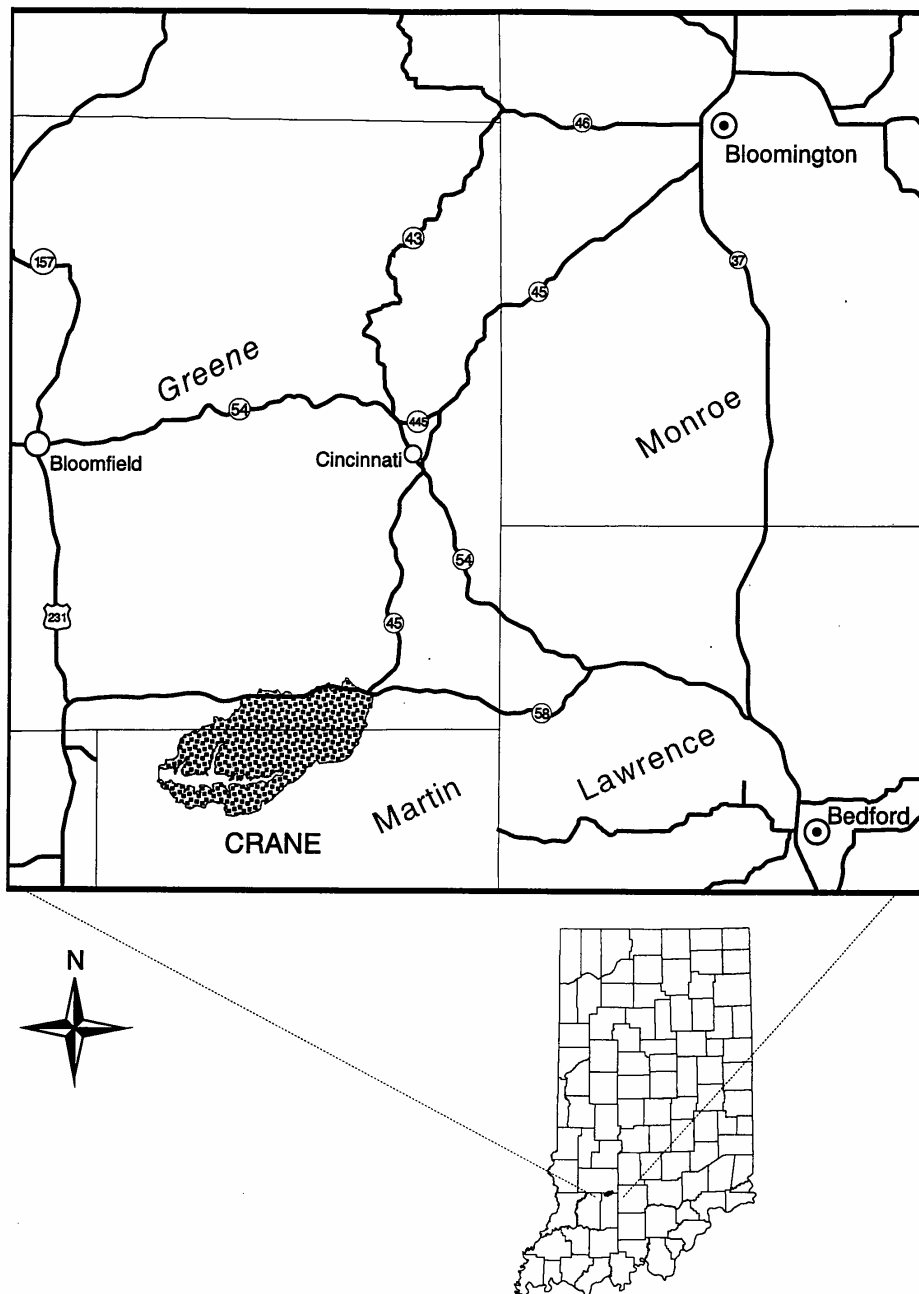 46
Bloomington
43
157
37
45
Greene
54
Monroe
445
Bloomfield
Cincinnati
54
231
45
58
Lawrence
Martin
Bedford
CRANE
N